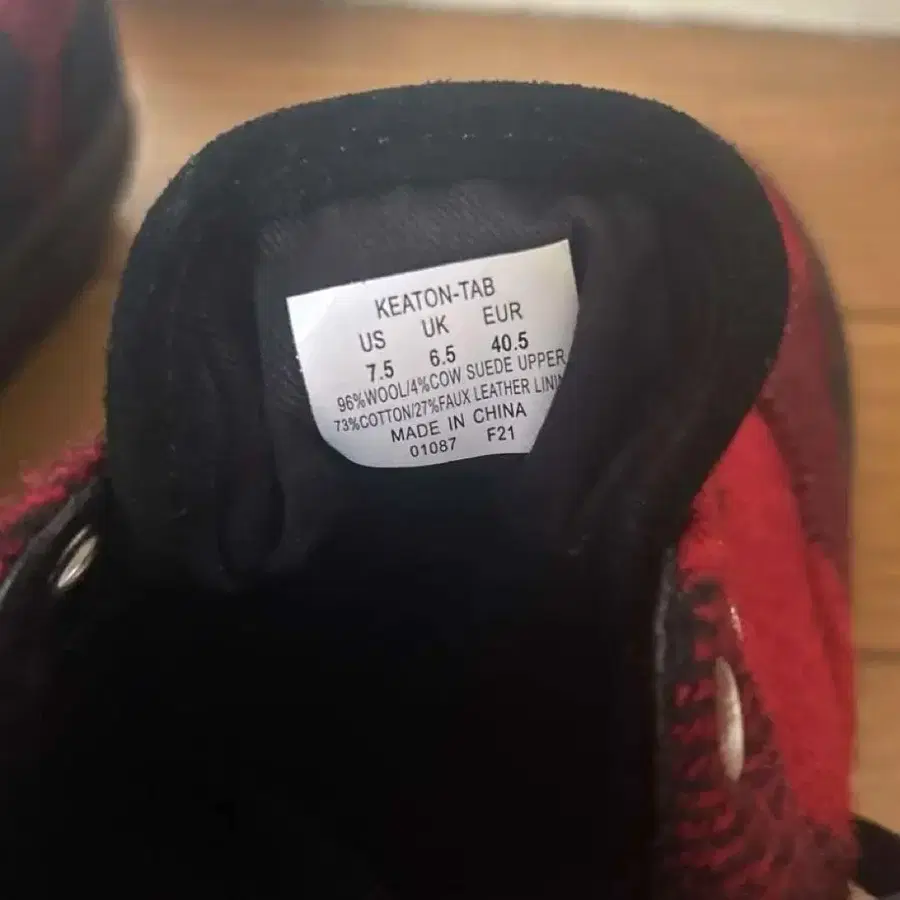 KEATON-TAB
US UK EUR
7.5 6.5 40.5
96%WOOL/4%COW SUEDE UPPER
73%COTTON/27%FAUX LEATHER
MADE IN CHINA
01087 F21